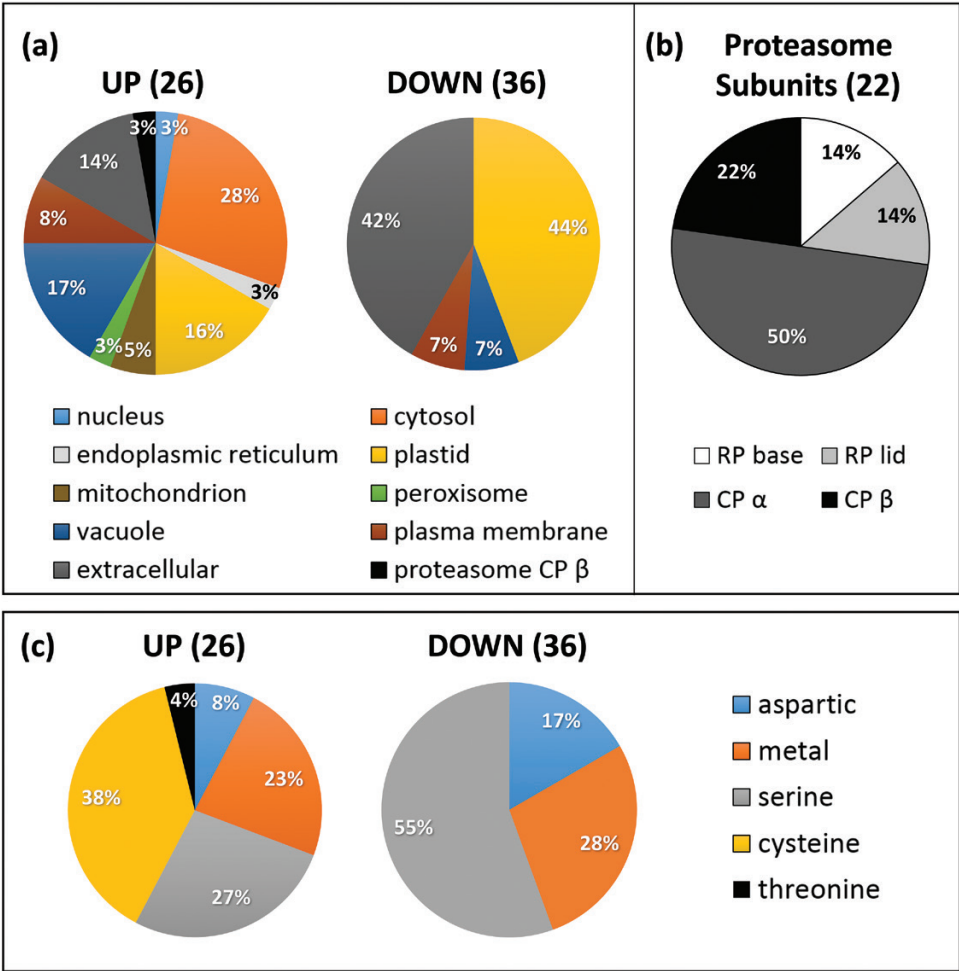 (a)
UP (26)
3%
3%
28%
3%
16%
5%
3%
17%
8%
14%
DOWN (36)
44%
7%
7%
42%
nucleus
cytosol
endoplasmic reticulum
plastid
mitochondrion
peroxisome
vacuole
plasma membrane
extracellular
proteasome CP β
(b)
Proteasome
Subunits (22)
14%
14%
50%
22%
RP base
RP lid
CP α
CP β
(c)
UP (26)
4%
8%
23%
27%
38%
DOWN (36)
17%
28%
55%
aspartic
metal
serine
cysteine
threonine